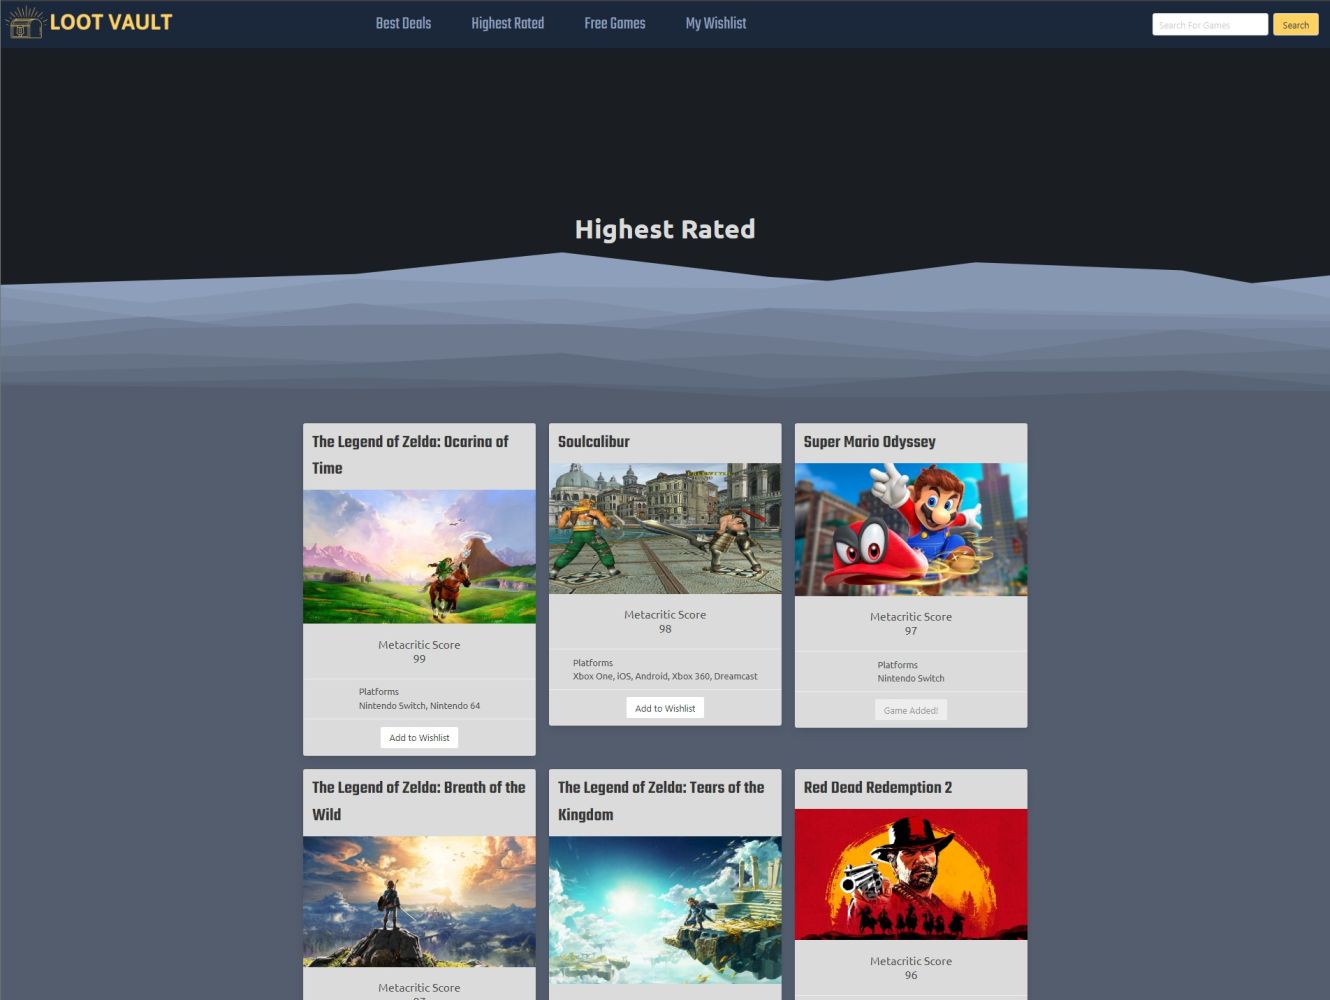 LOOT VAULT
Best Deals
Highest Rated
Free Games
My Wishlist
Search For Games
Search
Highest Rated
The Legend of Zelda: Ocarina of
Time
Metacritic Score
99
Platforms
Nintendo Switch, Nintendo 64
Add to Wishlist
Soulcalibur
Metacritic Score
98
Platforms
Xbox One, iOS, Android, Xbox 360, Dreamcast
Add to Wishlist
Super Mario Odyssey
Metacritic Score
97
Platforms
Nintendo Switch
Game Added!
The Legend of Zelda: Breath of the
Wild
Metacritic Score
The Legend of Zelda: Tears of the
Kingdom
Red Dead Redemption 2
Metacritic Score
96